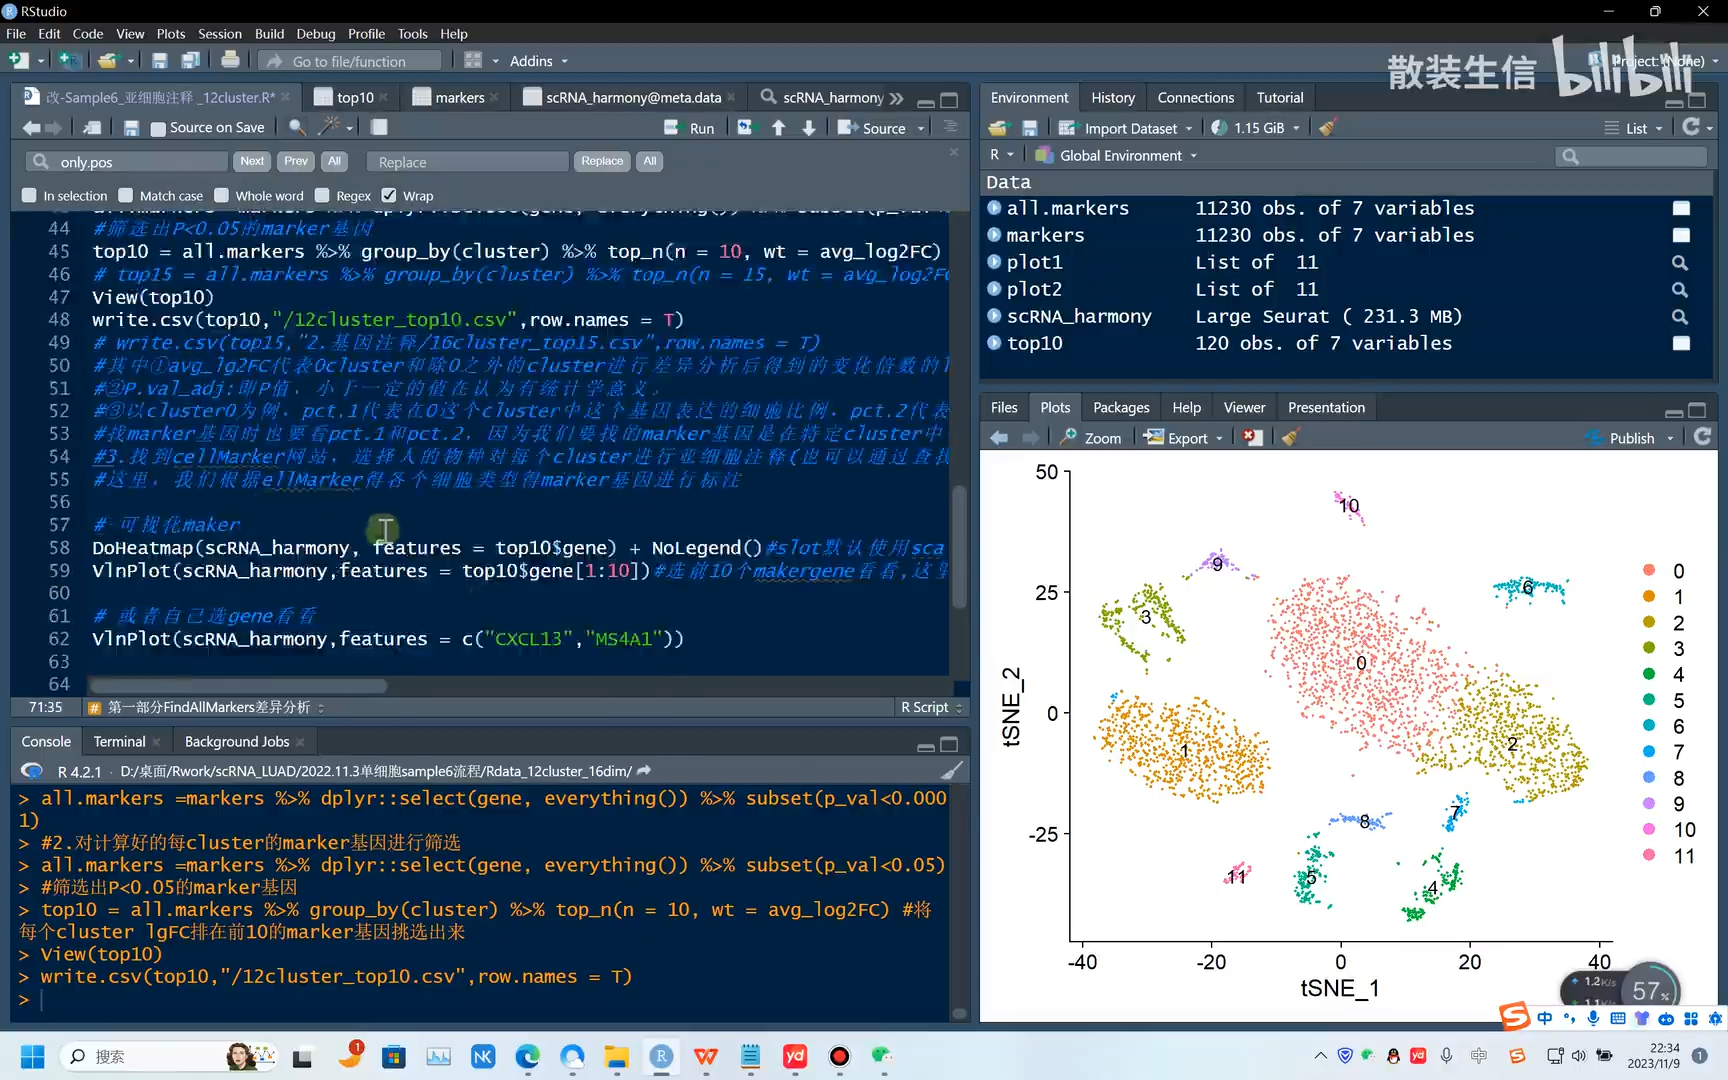 RStudio
File Edit Code View Plots Session Build Debug Profile Tools Help
Go to file/function Addins
散装生信 bilibili
Project: (None)
改-Sample6_亚细胞注释 _12cluster.R* top10 markers scRNA_harmony@meta.data scRNA_harmony
Source on Save Run Source
only.pos Next Prev All Replace Replace All
In selection Match case Whole word Regex Wrap
44 #筛选出P<0.05的marker基因
45 top10 = all.markers %>% group_by(cluster) %>% top_n(n = 10, wt = avg_log2FC)
46 # top15 = all.markers %>% group_by(cluster) %>% top_n(n = 15, wt = avg_log2FC
47 View(top10)
48 write.csv(top10,"/12cluster_top10.csv",row.names = T)
49 # write.csv(top15,"2.基因注释/16cluster_top15.csv",row.names = T)
50 #其中①avg_lg2FC代表0cluster和除0之外的cluster进行差异分析后得到的变化倍数的
51 #②P.val_adj:即P值，小于一定的值在认为有统计学意义。
52 #③以cluster0为例，pct.1代表在0这个cluster中这个基因表达的细胞比例，pct.2代表
53 #找marker基因时也要看pct.1和pct.2，因为我们要找的marker基因是在特定cluster中
54 #3.找到cellMarker网站，选择人的物种对每个cluster进行亚细胞注释(也可以通过查找
55 #这里，我们根据ellMarker得各个细胞类型得marker基因进行标注
56
57 # 可视化maker
58 DoHeatmap(scRNA_harmony, features = top10$gene) + NoLegend()#slot默认使用sca
59 VlnPlot(scRNA_harmony,features = top10$gene[1:10])#选前10个makergene看看,这里
60
61 # 或者自己选gene看看
62 VlnPlot(scRNA_harmony,features = c("CXCL13","MS4A1"))
63
64
71:35 # 第一部分FindAllMarkers差异分析 R Script
Console Terminal Background Jobs
R 4.2.1 · D:/桌面/Rwork/scRNA_LUAD/2022.11.3单细胞sample6流程/Rdata_12cluster_16dim/
> all.markers =markers %>% dplyr::select(gene, everything()) %>% subset(p_val<0.000
1)
> #2.对计算好的每cluster的marker基因进行筛选
> all.markers =markers %>% dplyr::select(gene, everything()) %>% subset(p_val<0.05)
> #筛选出P<0.05的marker基因
> top10 = all.markers %>% group_by(cluster) %>% top_n(n = 10, wt = avg_log2FC) #将
每个cluster lgFC排在前10的marker基因挑选出来
> View(top10)
> write.csv(top10,"/12cluster_top10.csv",row.names = T)
>
Environment History Connections Tutorial
Import Dataset 1.15 GiB List
R Global Environment
Data
all.markers 11230 obs. of 7 variables
markers 11230 obs. of 7 variables
plot1 List of 11
plot2 List of 11
scRNA_harmony Large Seurat ( 231.3 MB)
top10 120 obs. of 7 variables
Files Plots Packages Help Viewer Presentation
Zoom Export Publish
50
25
0
-25
tSNE_2
10
9
6
3
0
1
2
7
8
11
5
4
0
1
2
3
4
5
6
7
8
9
10
11
-40 -20 0 20 40
tSNE_1
1.2K/s
1.1K/s
57%
中
搜索
22:34
2023/11/9